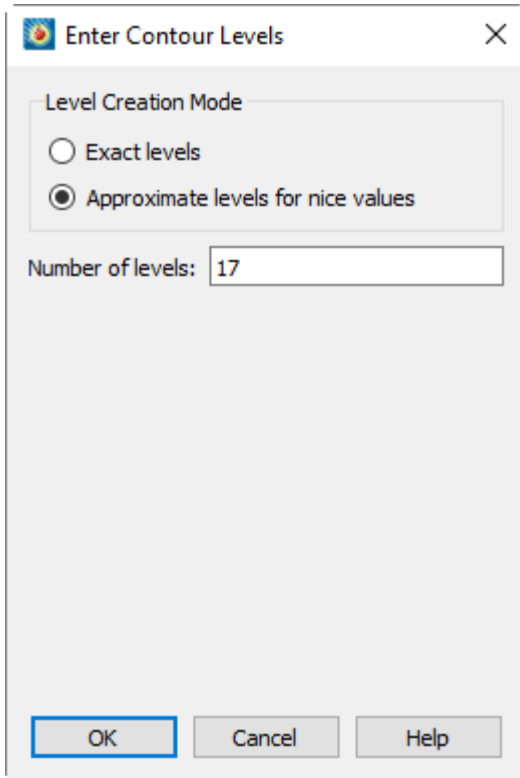 Enter Contour Levels
Level Creation Mode
Exact levels
Approximate levels for nice values
Number of levels: 17
OK Cancel Help